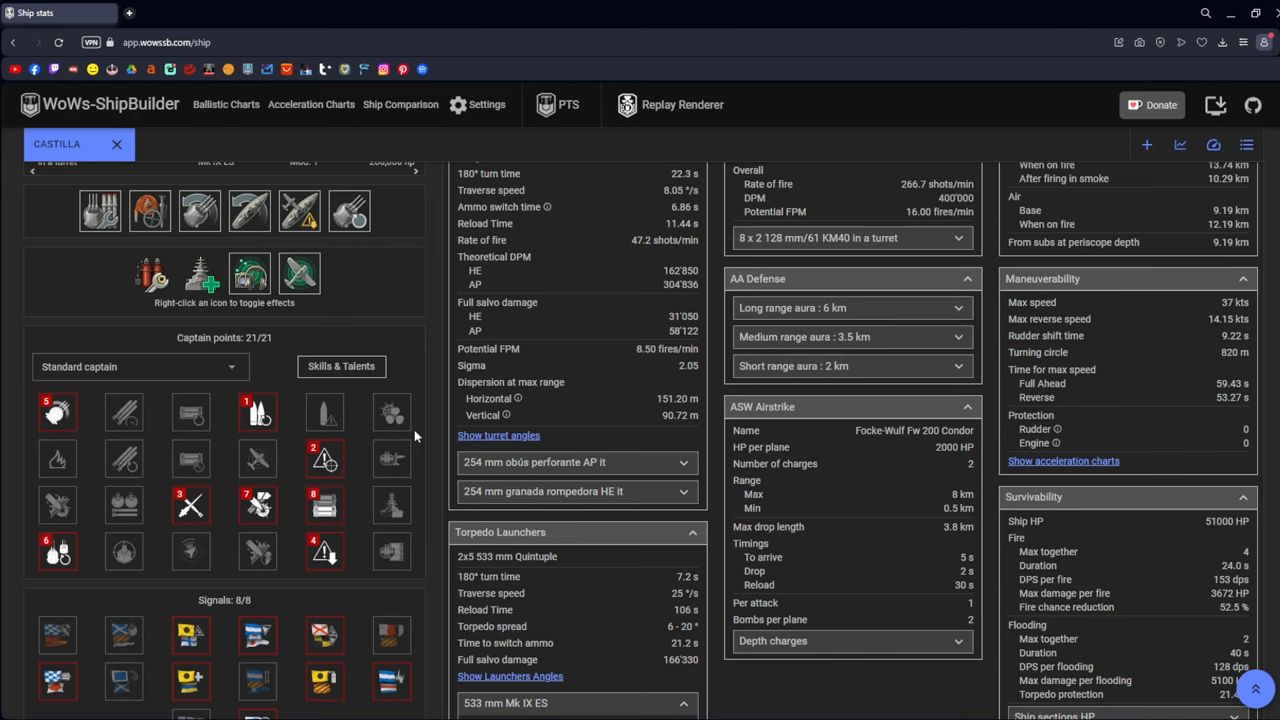 Ship stats
VPN app.wowssb.com/ship
WoWs-ShipBuilder Ballistic Charts Acceleration Charts Ship Comparison Settings PTS Replay Renderer Donate
CASTILLA
In a turret Mk IX ES Mod. 1
Right-click an icon to toggle effects
Captain points: 21/21
Standard captain
Skills & Talents
5
1
2
3
7
8
6
4
Signals: 8/8
180° turn time 22.3 s
Traverse speed 8.05 °/s
Ammo switch time 6.86 s
Reload Time 11.44 s
Rate of fire 47.2 shots/min
Theoretical DPM
HE 162'850
AP 304'836
Full salvo damage
HE 31'050
AP 58'122
Potential FPM 8.50 fires/min
Sigma 2.05
Dispersion at max range
Horizontal 151.20 m
Vertical 90.72 m
Show turret angles
254 mm obús perforante AP it
254 mm granada rompedora HE it
Torpedo Launchers
2x5 533 mm Quintuple
180° turn time 7.2 s
Traverse speed 25 °/s
Reload Time 106 s
Torpedo spread 6 - 20 °
Time to switch ammo 21.2 s
Full salvo damage 166'330
Show Launchers Angles
533 mm Mk IX ES
Overall
Rate of fire 266.7 shots/min
DPM 400'000
Potential FPM 16.00 fires/min
8 x 2 128 mm/61 KM40 in a turret
AA Defense
Long range aura : 6 km
Medium range aura : 3.5 km
Short range aura : 2 km
ASW Airstrike
Name Focke-Wulf Fw 200 Condor
HP per plane 2000 HP
Number of charges 2
Range
Max 8 km
Min 0.5 km
Max drop length 3.8 km
Timings
To arrive 5 s
Drop 2 s
Reload 30 s
Per attack 1
Bombs per plane 2
Depth charges
When on fire 13.74 km
After firing in smoke 10.29 km
Air
Base 9.19 km
When on fire 12.19 km
From subs at periscope depth 9.19 km
Maneuverability
Max speed 37 kts
Max reverse speed 14.15 kts
Rudder shift time 9.22 s
Turning circle 820 m
Time for max speed
Full Ahead 59.43 s
Reverse 53.27 s
Protection
Rudder 0
Engine 0
Show acceleration charts
Survivability
Ship HP 51000 HP
Fire
Max together 4
Duration 24.0 s
DPS per fire 153 dps
Max damage per fire 3672 HP
Fire chance reduction 52.5 %
Flooding
Max together 2
Duration 40 s
DPS per flooding 128 dps
Max damage per flooding 5100
Torpedo protection
Ship sections HP